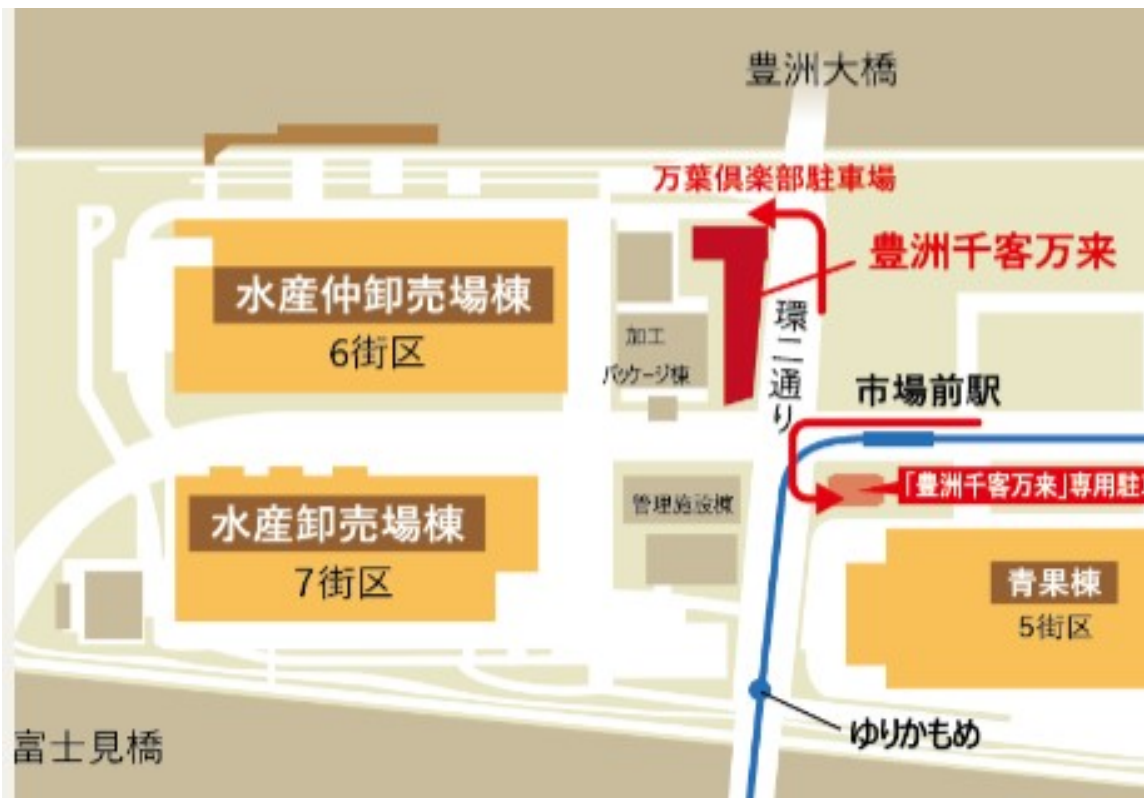 豊洲大橋
万葉倶楽部駐車場
豊洲千客万来
水産仲卸売場棟
6街区
加工
パッケージ棟
環二通り
市場前駅
「豊洲千客万来」専用駐
水産卸売場棟
7街区
管理施設棟
青果棟
5街区
ゆりかもめ
富士見橋